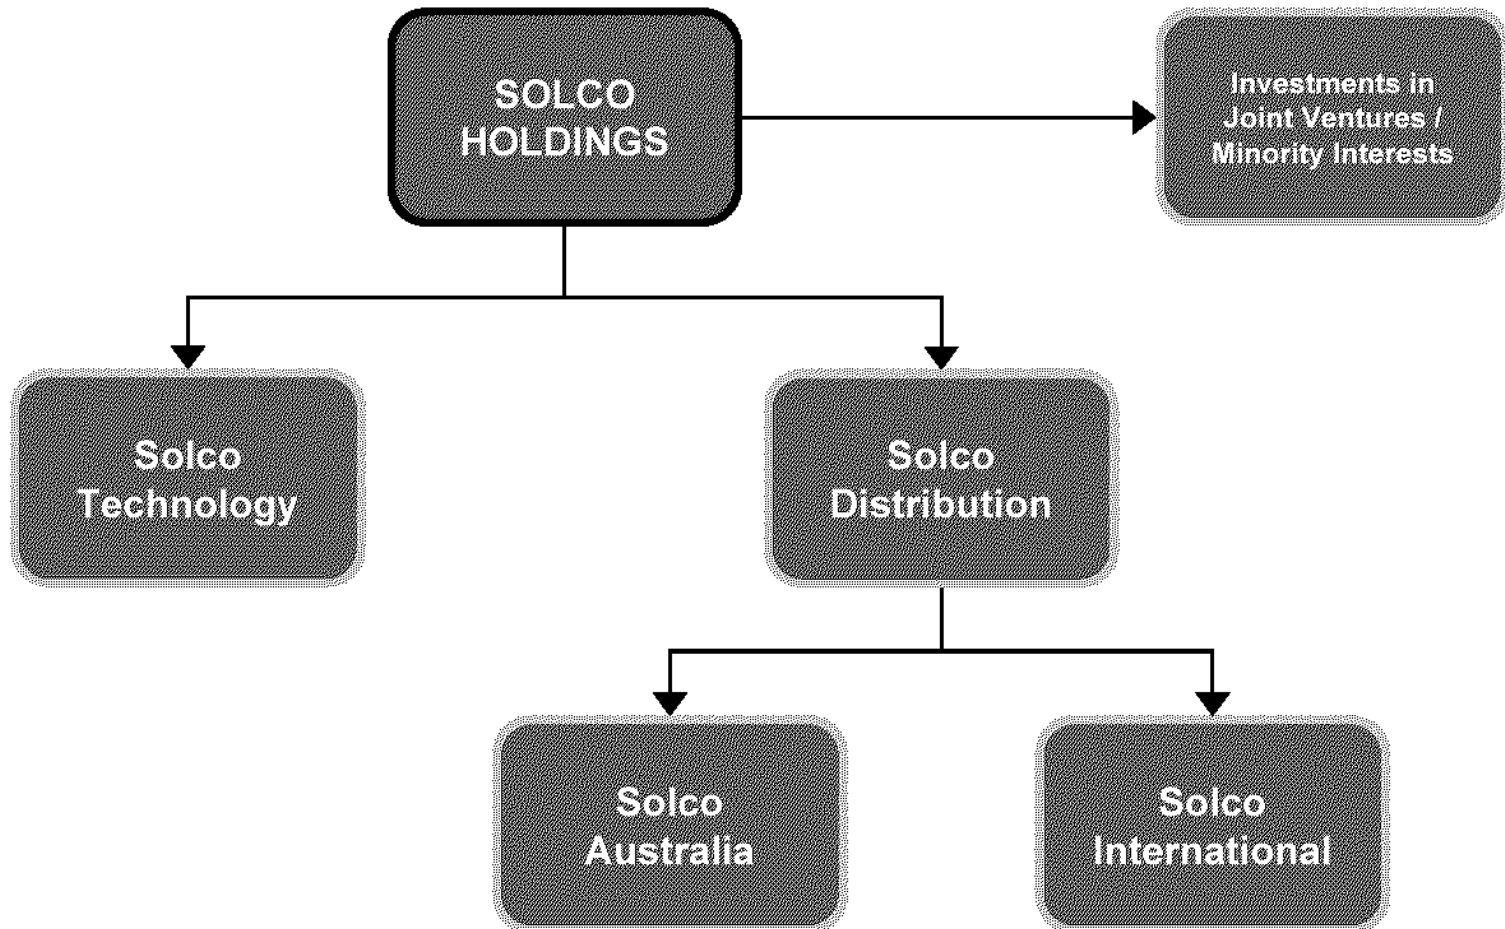 SOLCO
HOLDINGS
Investments in
Joint Ventures /
Minority Interests
Solco
Technology
Solco
Distribution
Solco
Australia
Solco
International